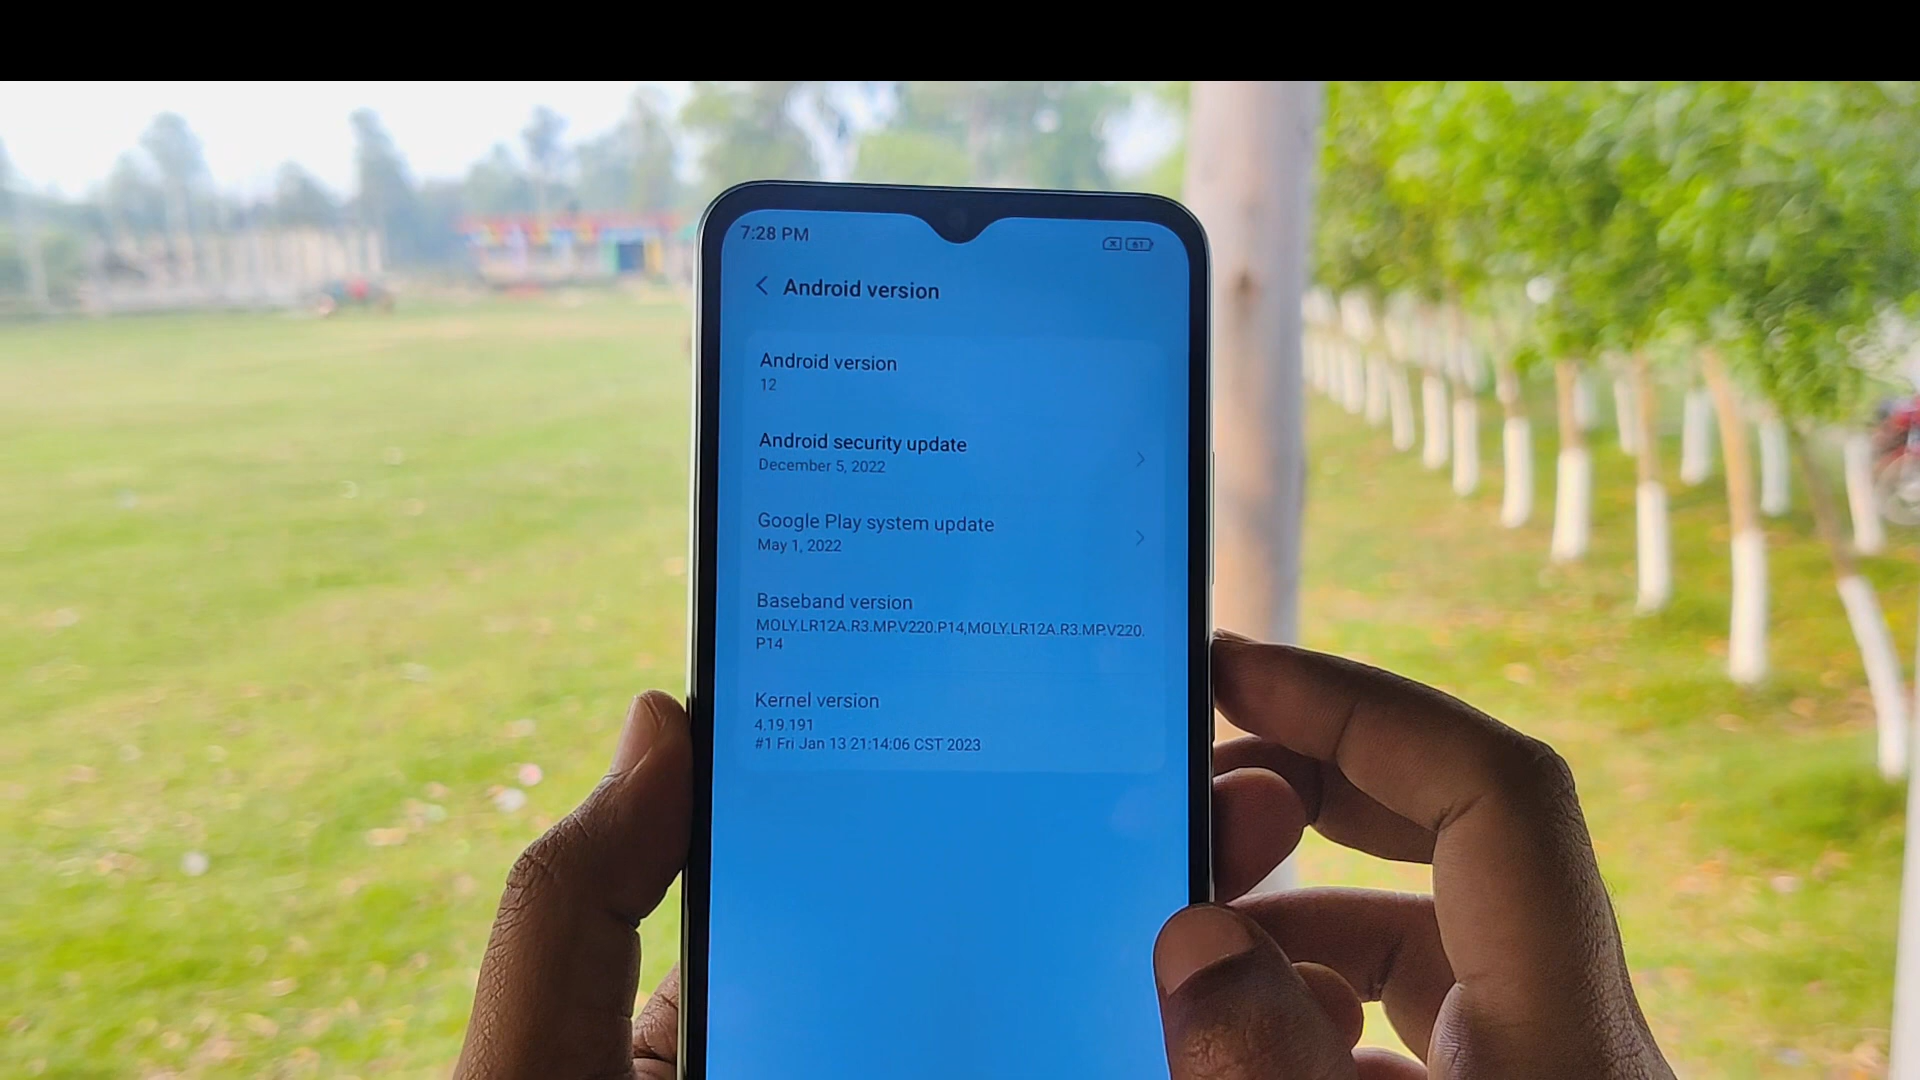 7:28 PM
61
Android version
Android version
12
Android security update
December 5, 2022
Google Play system update
May 1, 2022
Baseband version
MOLY.LR12A.R3.MP.V220.P14,MOLY.LR12A.R3.MP.V220.
P14
Kernel version
4.19.191
#1 Fri Jan 13 21:14:06 CST 2023